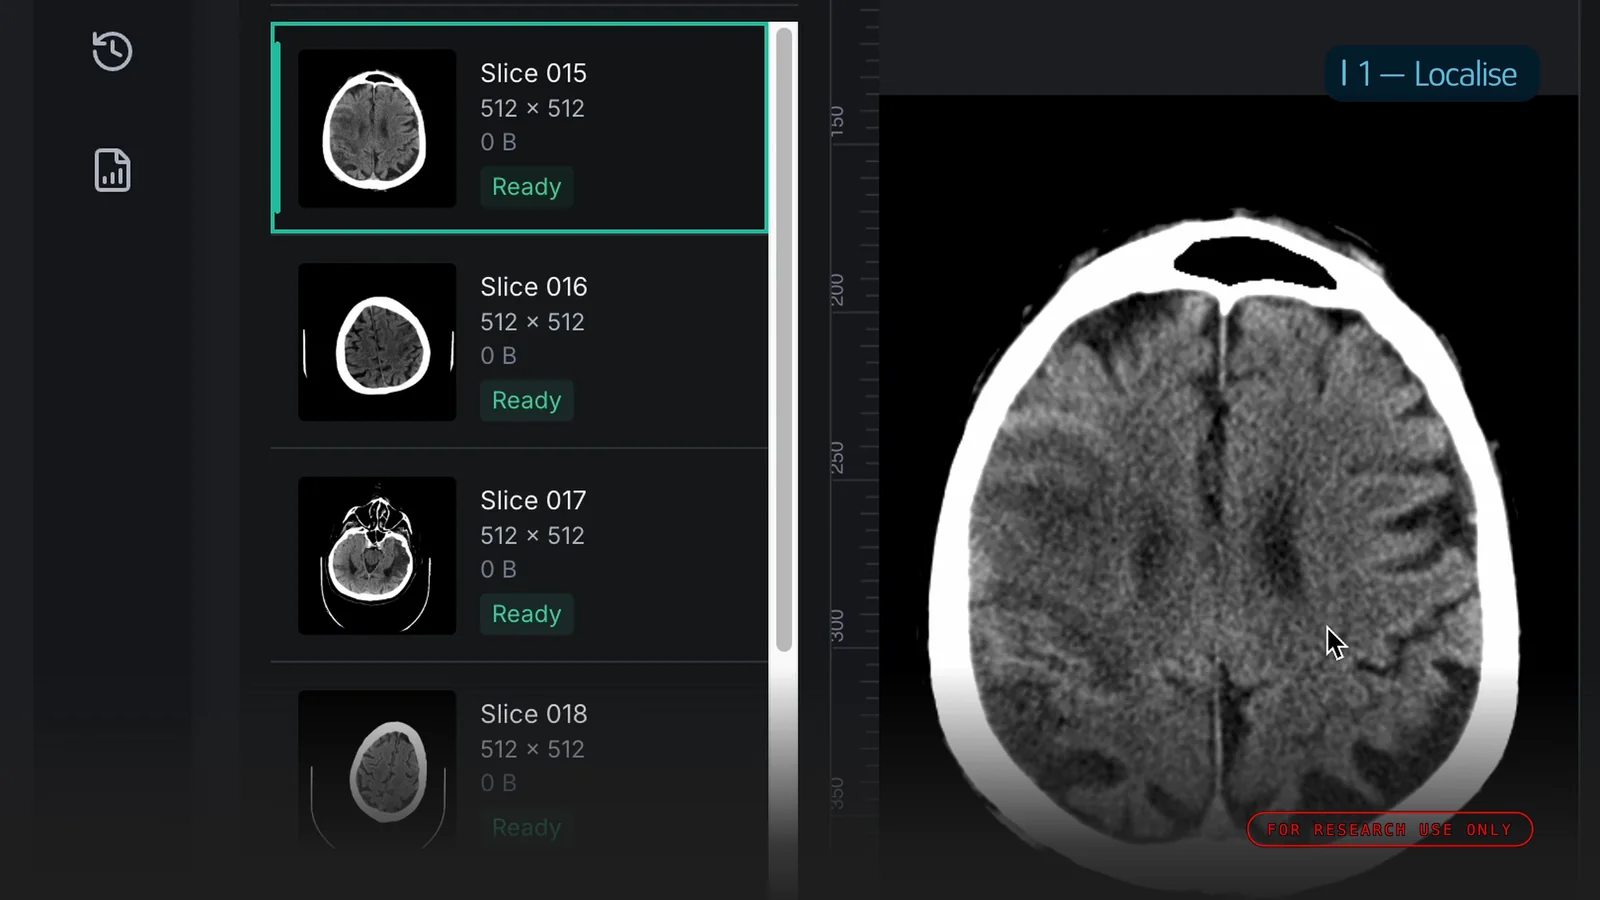 Slice 015
512 × 512
0 B
Ready
Slice 016
512 × 512
0 B
Ready
Slice 017
512 × 512
0 B
Ready
Slice 018
512 × 512
0 B
Ready
150
200
250
300
350
1 — Localise
FOR RESEARCH USE ONLY